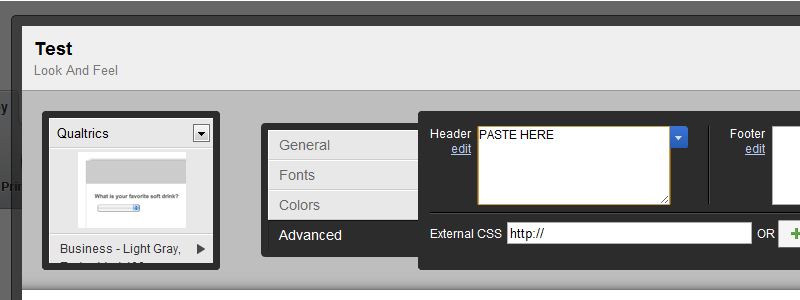 Test
Look And Feel
Qualtrics
What is your favorite soft drink?
Business - Light Gray,
General
Fonts
Colors
Advanced
Header
edit
PASTE HERE
Footer
edit
External CSS
http://
OR